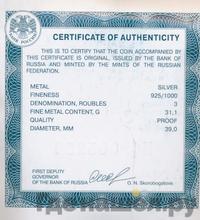 CERTIFICATE OF AUTHENTICITY
THIS IS TO CERTIFY THAT THE COIN ACCOMPANIED BY
THIS CERTIFICATE IS ORIGINAL, ISSUED BY THE BANK OF
RUSSIA AND MINTED BY THE MINTS OF THE RUSSIAN
FEDERATION.
METAL SILVER
FINENESS 925/1000
DENOMINATION, ROUBLES 3
FINE METAL CONTENT, G 31,1
QUALITY PROOF
DIAMETER, MM 39,0
FIRST DEPUTY
GOVERNOR
OF THE BANK OF RUSSIA O. N. Skorobogatova